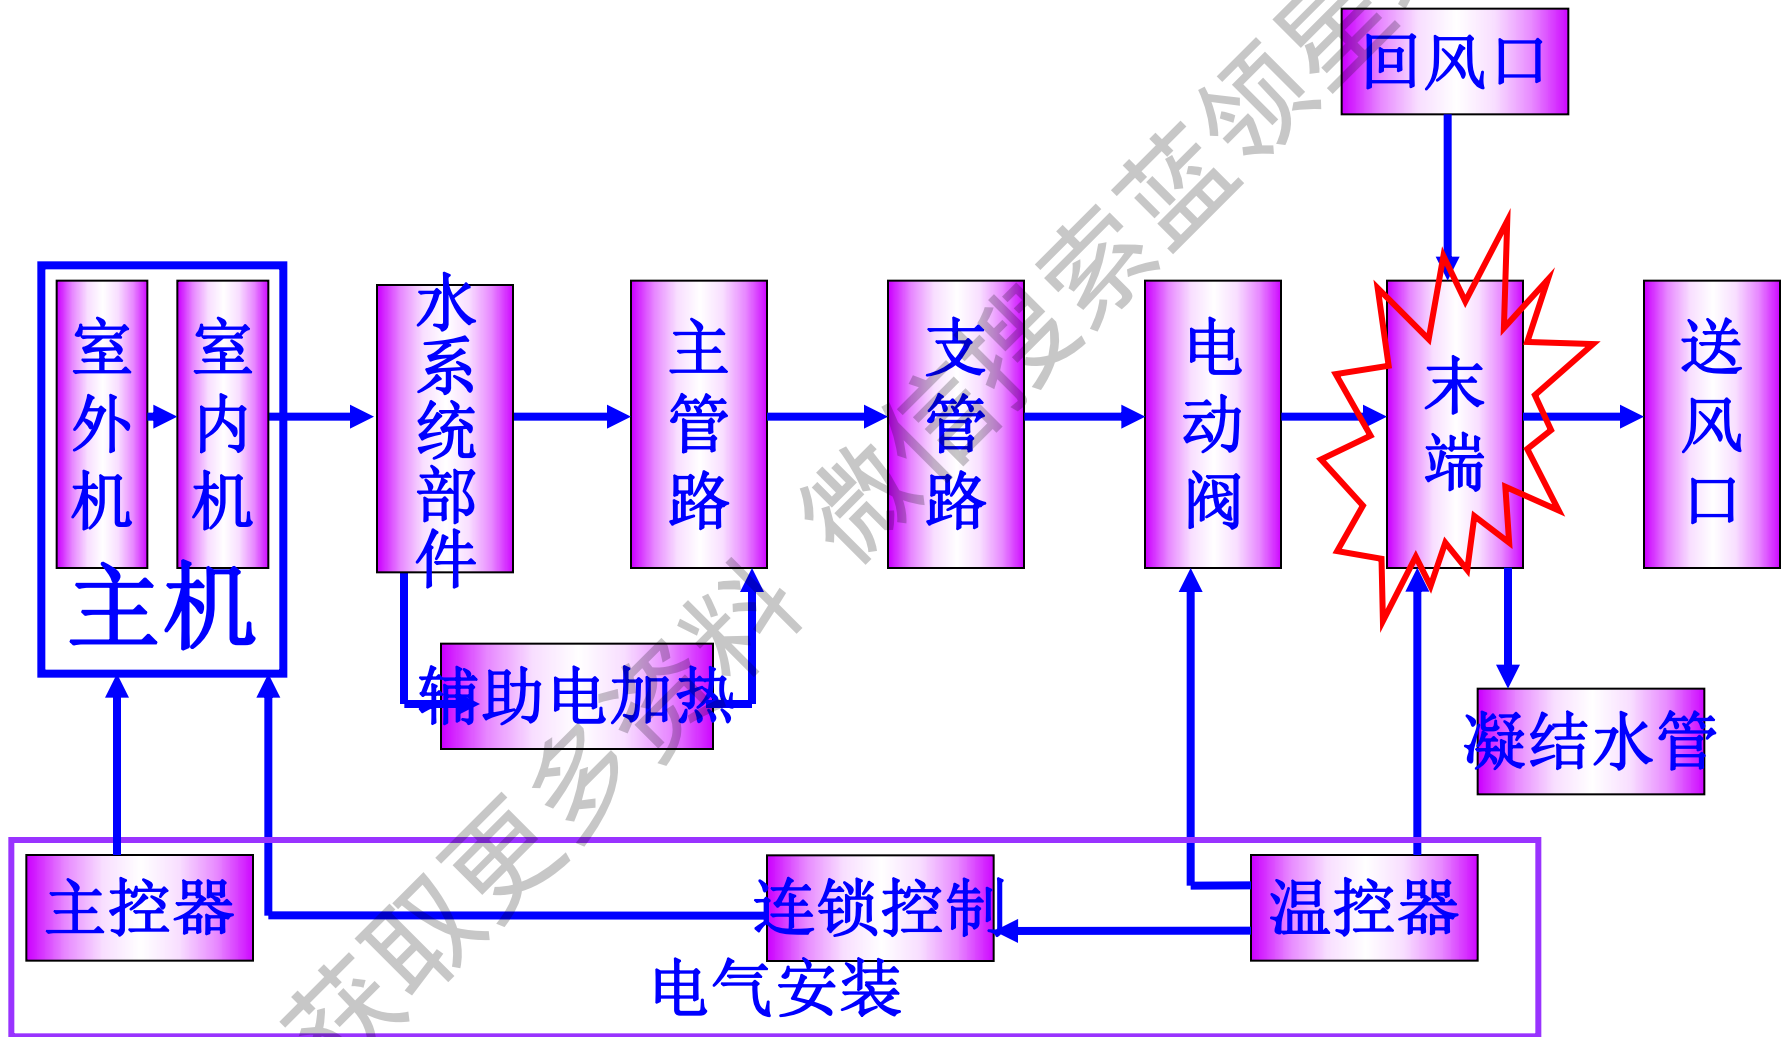 回风口
室外机
室内机
主机
水系统部件
主管路
支管路
电动阀
末端
送风口
辅助电加热
凝结水管
主控器
连锁控制
温控器
电气安装
获取更多资料 微信搜索蓝领星